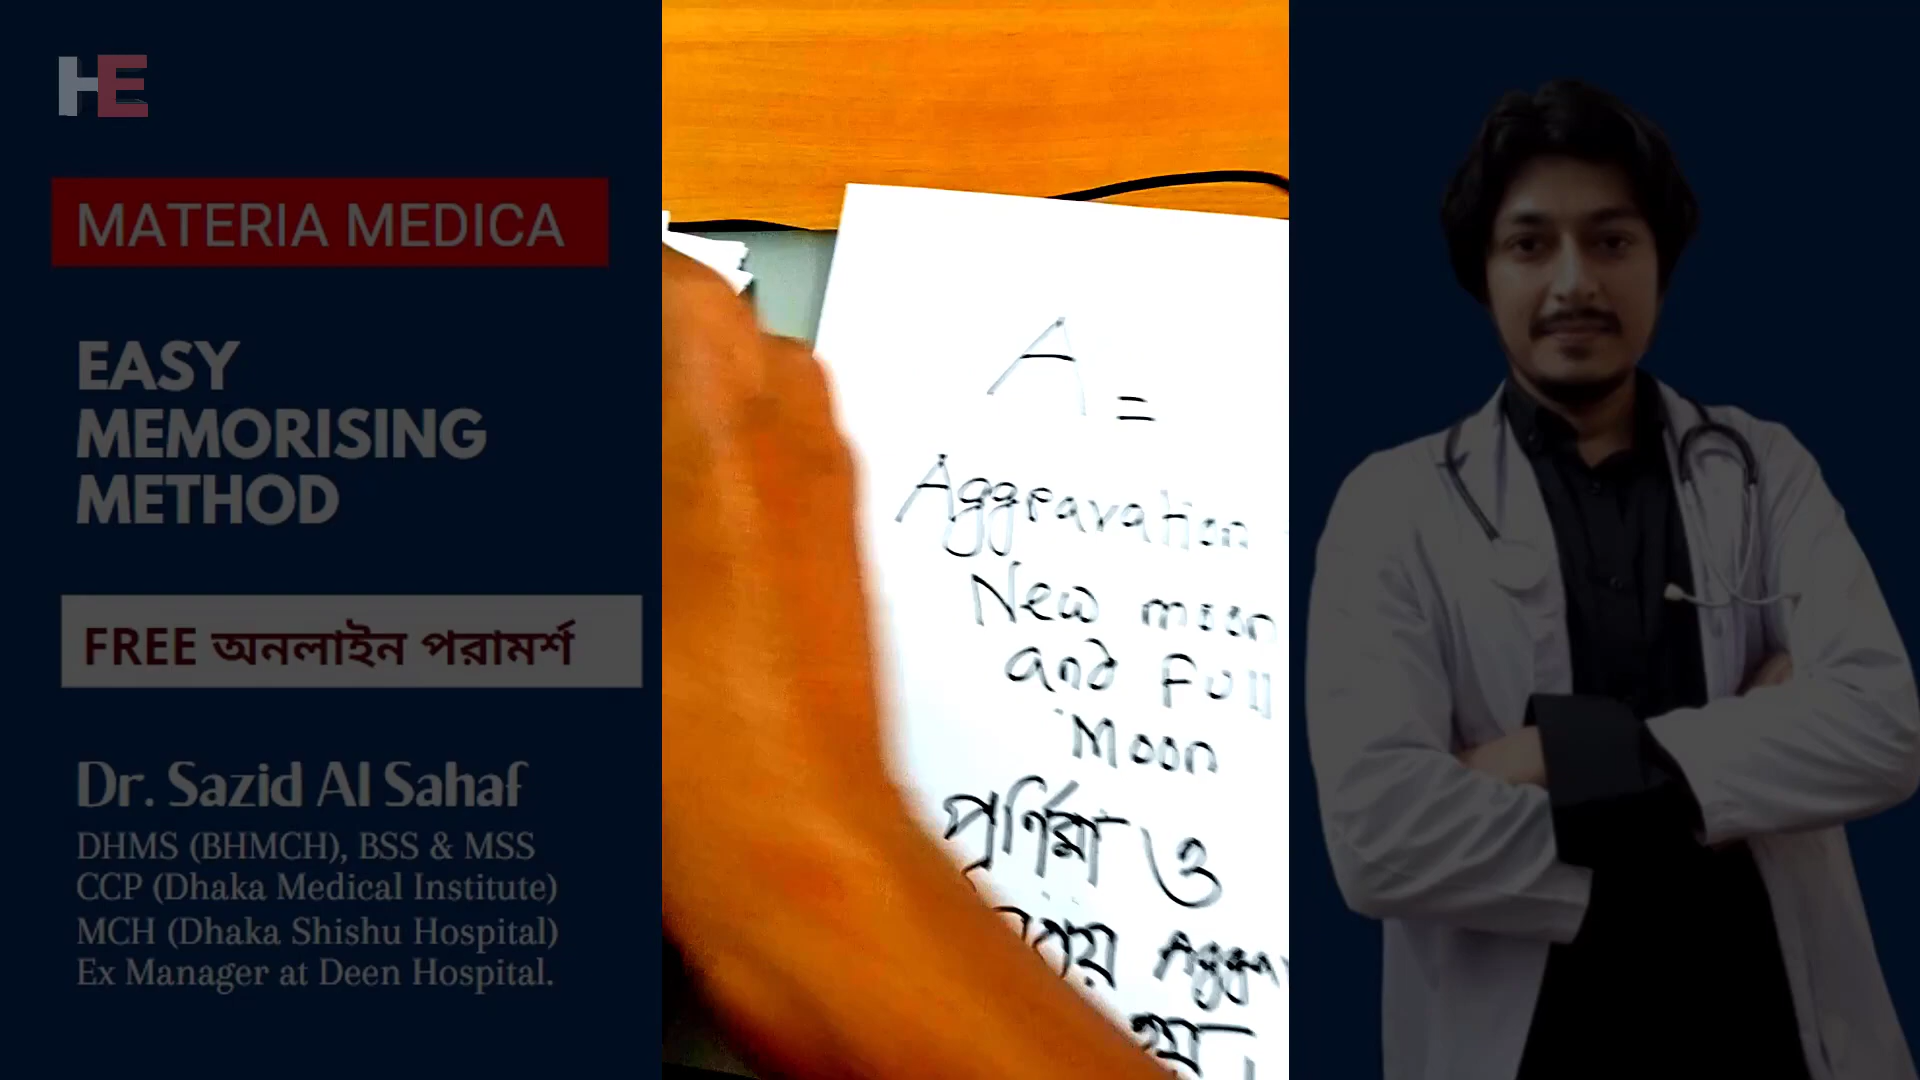 HE
MATERIA MEDICA
EASY
MEMORISING
METHOD
FREE অনলাইন পরামর্শ
Dr. Sazid Al Sahaf
DHMS (BHMCH), BSS & MSS
CCP (Dhaka Medical Institute)
MCH (Dhaka Shishu Hospital)
Ex Manager at Deen Hospital.
A =
Aggravation
New moon
and Full
Moon
পূর্ণিমা ও